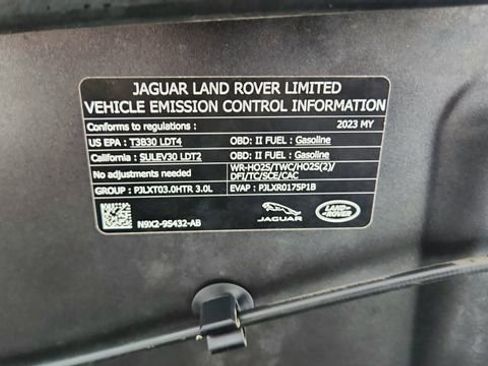 JAGUAR LAND ROVER LIMITED
VEHICLE EMISSION CONTROL INFORMATION
Conforms to regulations : 2023 MY
US EPA : T3B30 LDT4 OBD: II FUEL : Gasoline
California : SULEV30 LDT2 OBD: II FUEL : Gasoline
No adjustments needed WR-HO2S/TWC/HO2S(2)/
DFI/TC/SCE/CAC
GROUP : PJLXT03.0HTR 3.0L EVAP : PJLXR0175P1B
N9X2-9S432-AB
JAGUAR
LAND-
ROVER